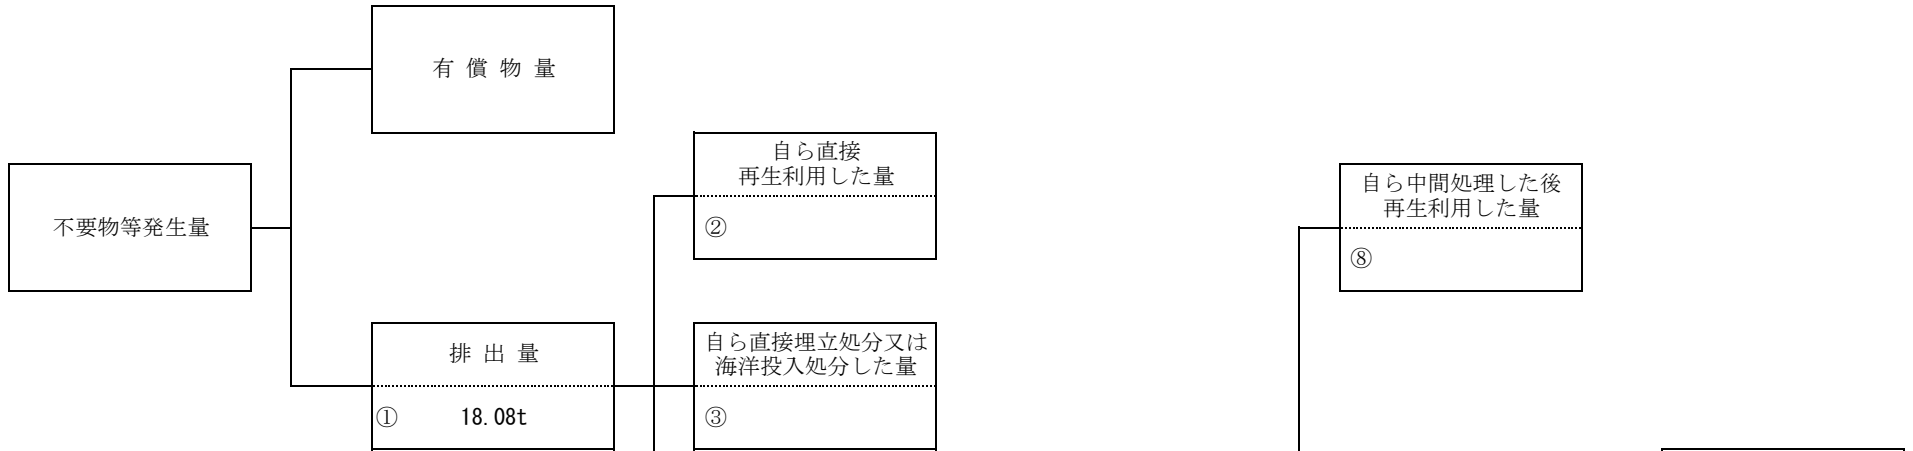 有 償 物 量
自ら直接
再生利用した量
②
自ら中間処理した後
再生利用した量
⑧
不要物等発生量
排 出 量
① 18.08t
自ら直接埋立処分又は
海洋投入処分した量
③